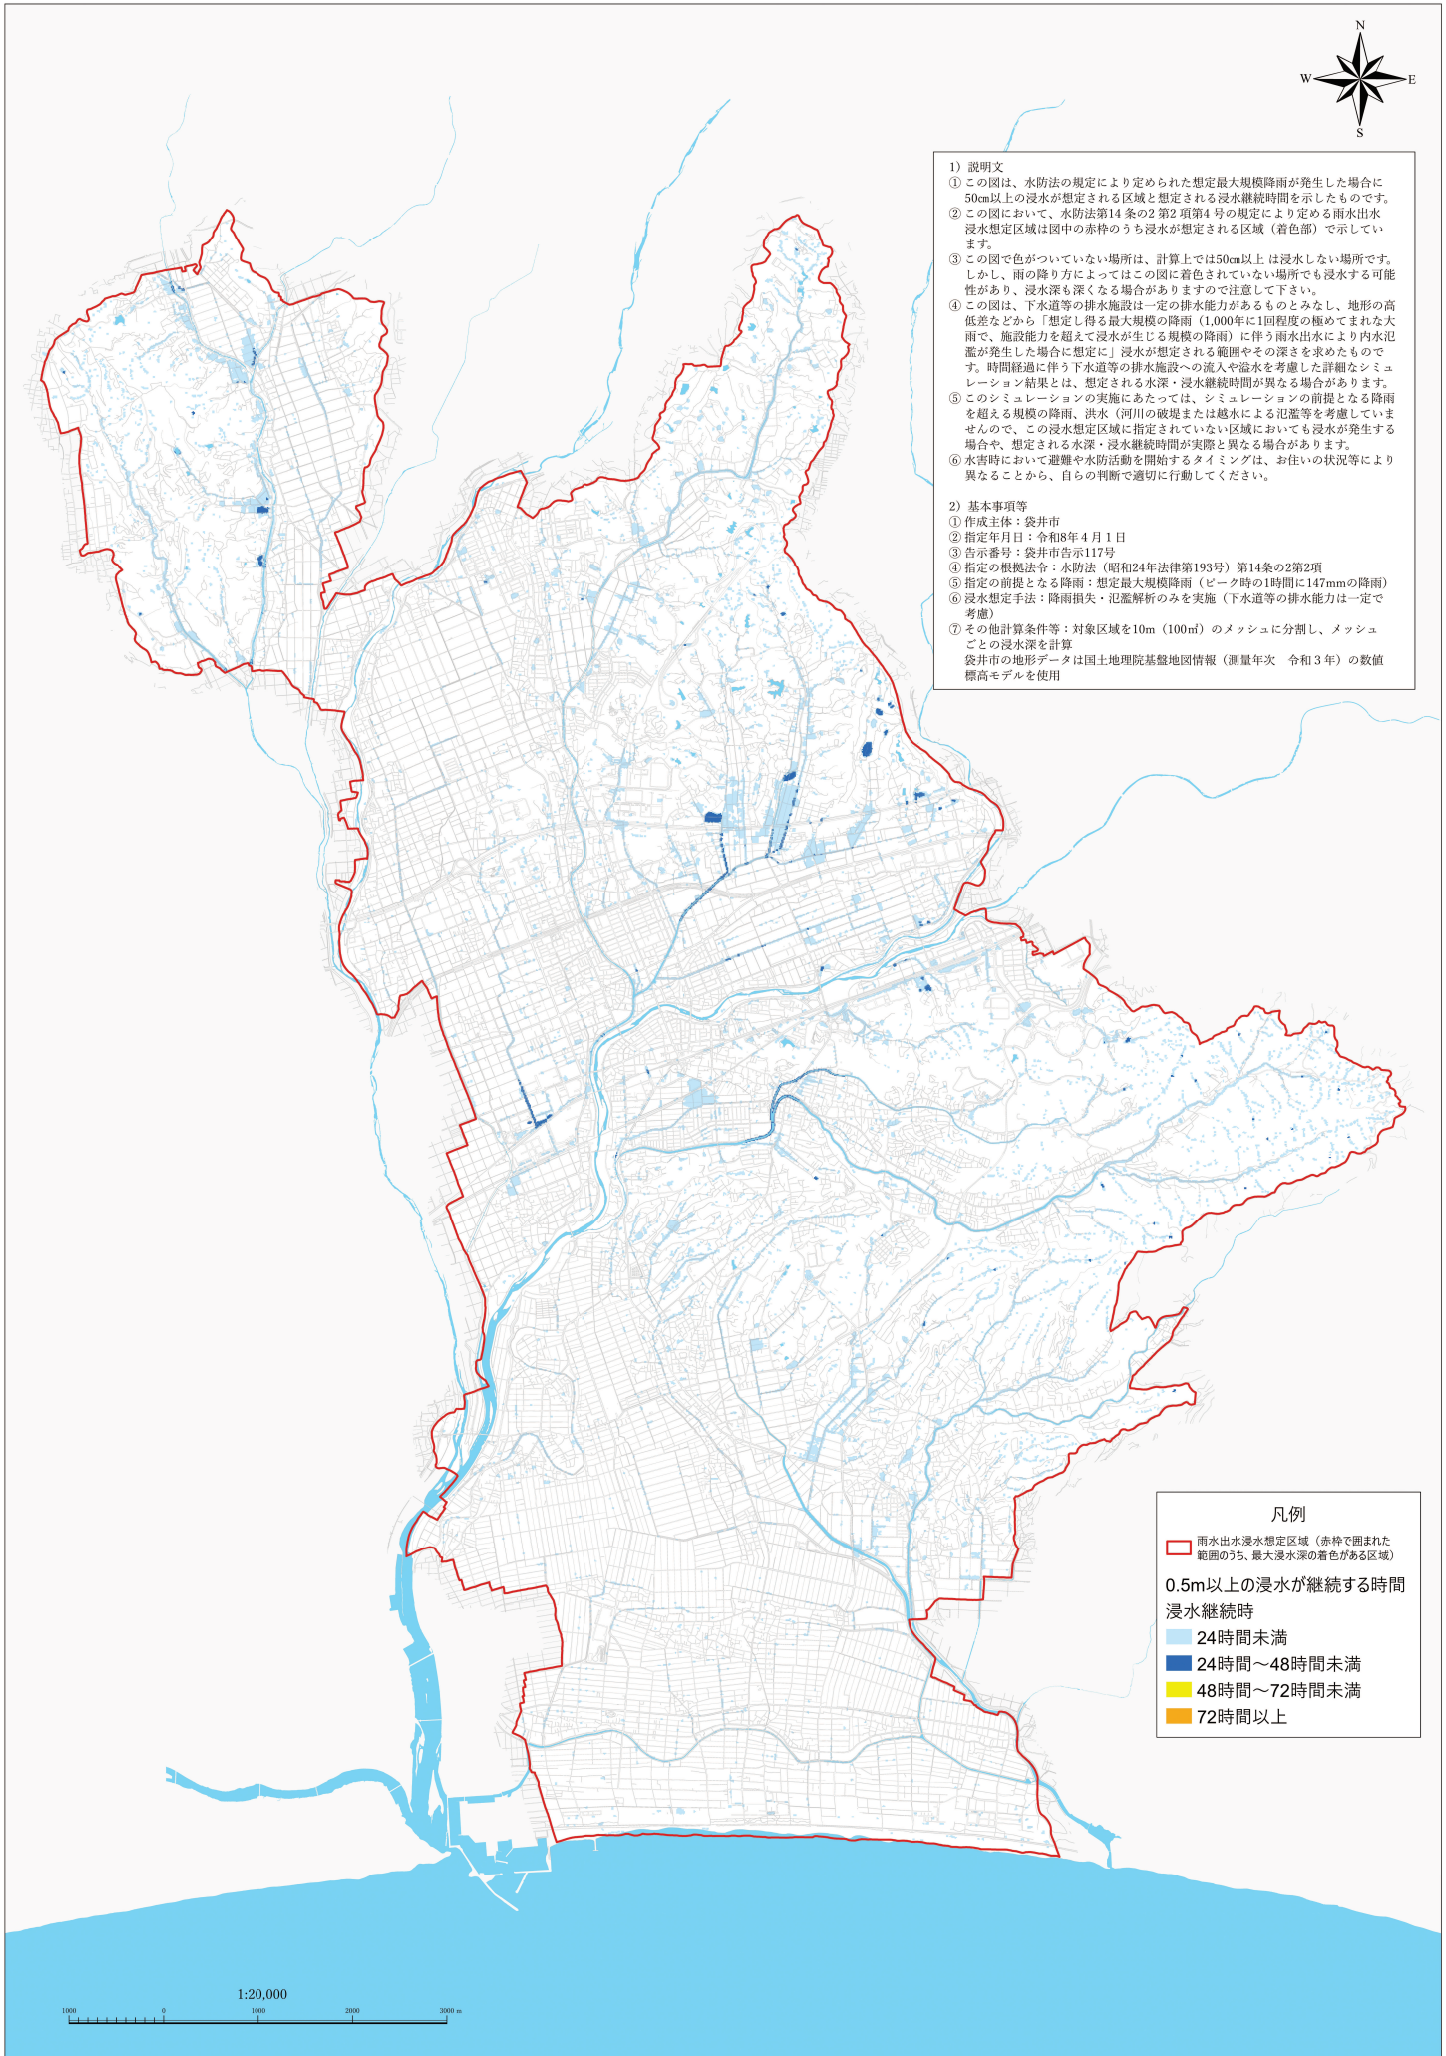 N
W
E
S
1）説明文
① この図は、水防法の規定により定められた想定最大規模降雨が発生した場合に
50㎝以上の浸水が想定される区域と想定される浸水継続時間を示したものです。
② この図において、水防法第14 条の2 第2 項第4 号の規定により定める雨水出水
浸水想定区域は図中の赤枠のうち浸水が想定される区域（着色部）で示してい
ます。
③ この図で色がついていない場所は、計算上では50㎝以上 は浸水しない場所です。
しかし、雨の降り方によってはこの図に着色されていない場所でも浸水する可能
性があり、浸水深も深くなる場合がありますので注意して下さい。
④ この図は、下水道等の排水施設は一定の排水能力があるものとみなし、地形の高
低差などから「想定し得る最大規模の降雨（1,000年に1回程度の極めてまれな大
雨で、施設能力を超えて浸水が生じる規模の降雨）に伴う雨水出水により内水氾
濫が発生した場合に想定に」浸水が想定される範囲やその深さを求めたもので
す。時間経過に伴う下水道等の排水施設への流入や溢水を考慮した詳細なシミュ
レーション結果とは、想定される水深・浸水継続時間が異なる場合があります。
⑤ このシミュレーションの実施にあたっては、シミュレーションの前提となる降雨
を超える規模の降雨、洪水（河川の破堤または越水による氾濫等を考慮していま
せんので、この浸水想定区域に指定されていない区域においても浸水が発生する
場合や、想定される水深・浸水継続時間が実際と異なる場合があります。
⑥ 水害時において避難や水防活動を開始するタイミングは、お住いの状況等により
異なることから、自らの判断で適切に行動してください。
2）基本事項等
① 作成主体：袋井市
② 指定年月日：令和8年４月１日
③ 告示番号：袋井市告示117号
④ 指定の根拠法令：水防法（昭和24年法律第193号）第14条の2第2項
⑤ 指定の前提となる降雨：想定最大規模降雨（ピーク時の1時間に147mmの降雨）
⑥ 浸水想定手法：降雨損失・氾濫解析のみを実施（下水道等の排水能力は一定で
考慮）
⑦ その他計算条件等：対象区域を10m（100㎡）のメッシュに分割し、メッシュ
ごとの浸水深を計算
袋井市の地形データは国土地理院基盤地図情報（測量年次　令和３年）の数値
標高モデルを使用
凡例
雨水出水浸水想定区域（赤枠で囲まれた
範囲のうち、最大浸水深の着色がある区域）
0.5m以上の浸水が継続する時間
浸水継続時
24時間未満
24時間～48時間未満
48時間～72時間未満
72時間以上
1:20,000
1000 0 1000 2000 3000 m